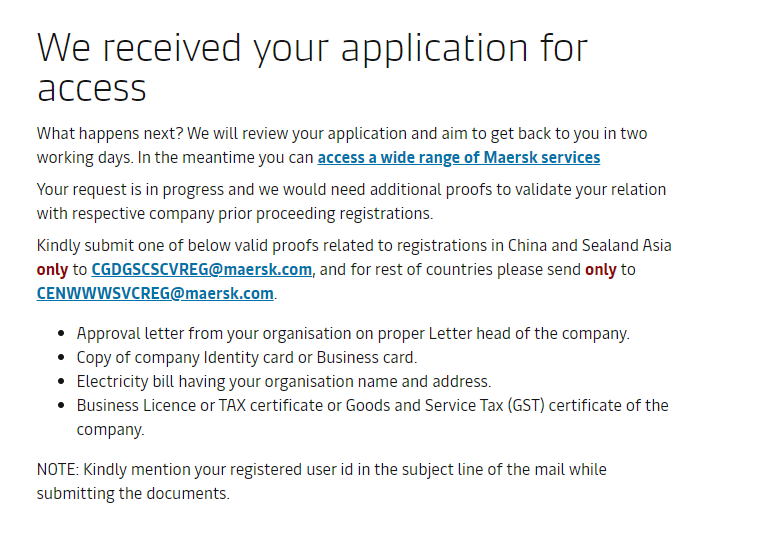 We received your application for
access
What happens next? We will review your application and aim to get back to you in two
working days. In the meantime you can access a wide range of Maersk services
Your request is in progress and we would need additional proofs to validate your relation
with respective company prior proceeding registrations.
Kindly submit one of below valid proofs related to registrations in China and Sealand Asia
only to CGDGSCSCVREG@maersk.com, and for rest of countries please send only to
CENWWWSVCREG@maersk.com.
• Approval letter from your organisation on proper Letter head of the company.
• Copy of company Identity card or Business card.
• Electricity bill having your organisation name and address.
• Business Licence or TAX certificate or Goods and Service Tax (GST) certificate of the
company.
NOTE: Kindly mention your registered user id in the subject line of the mail while
submitting the documents.